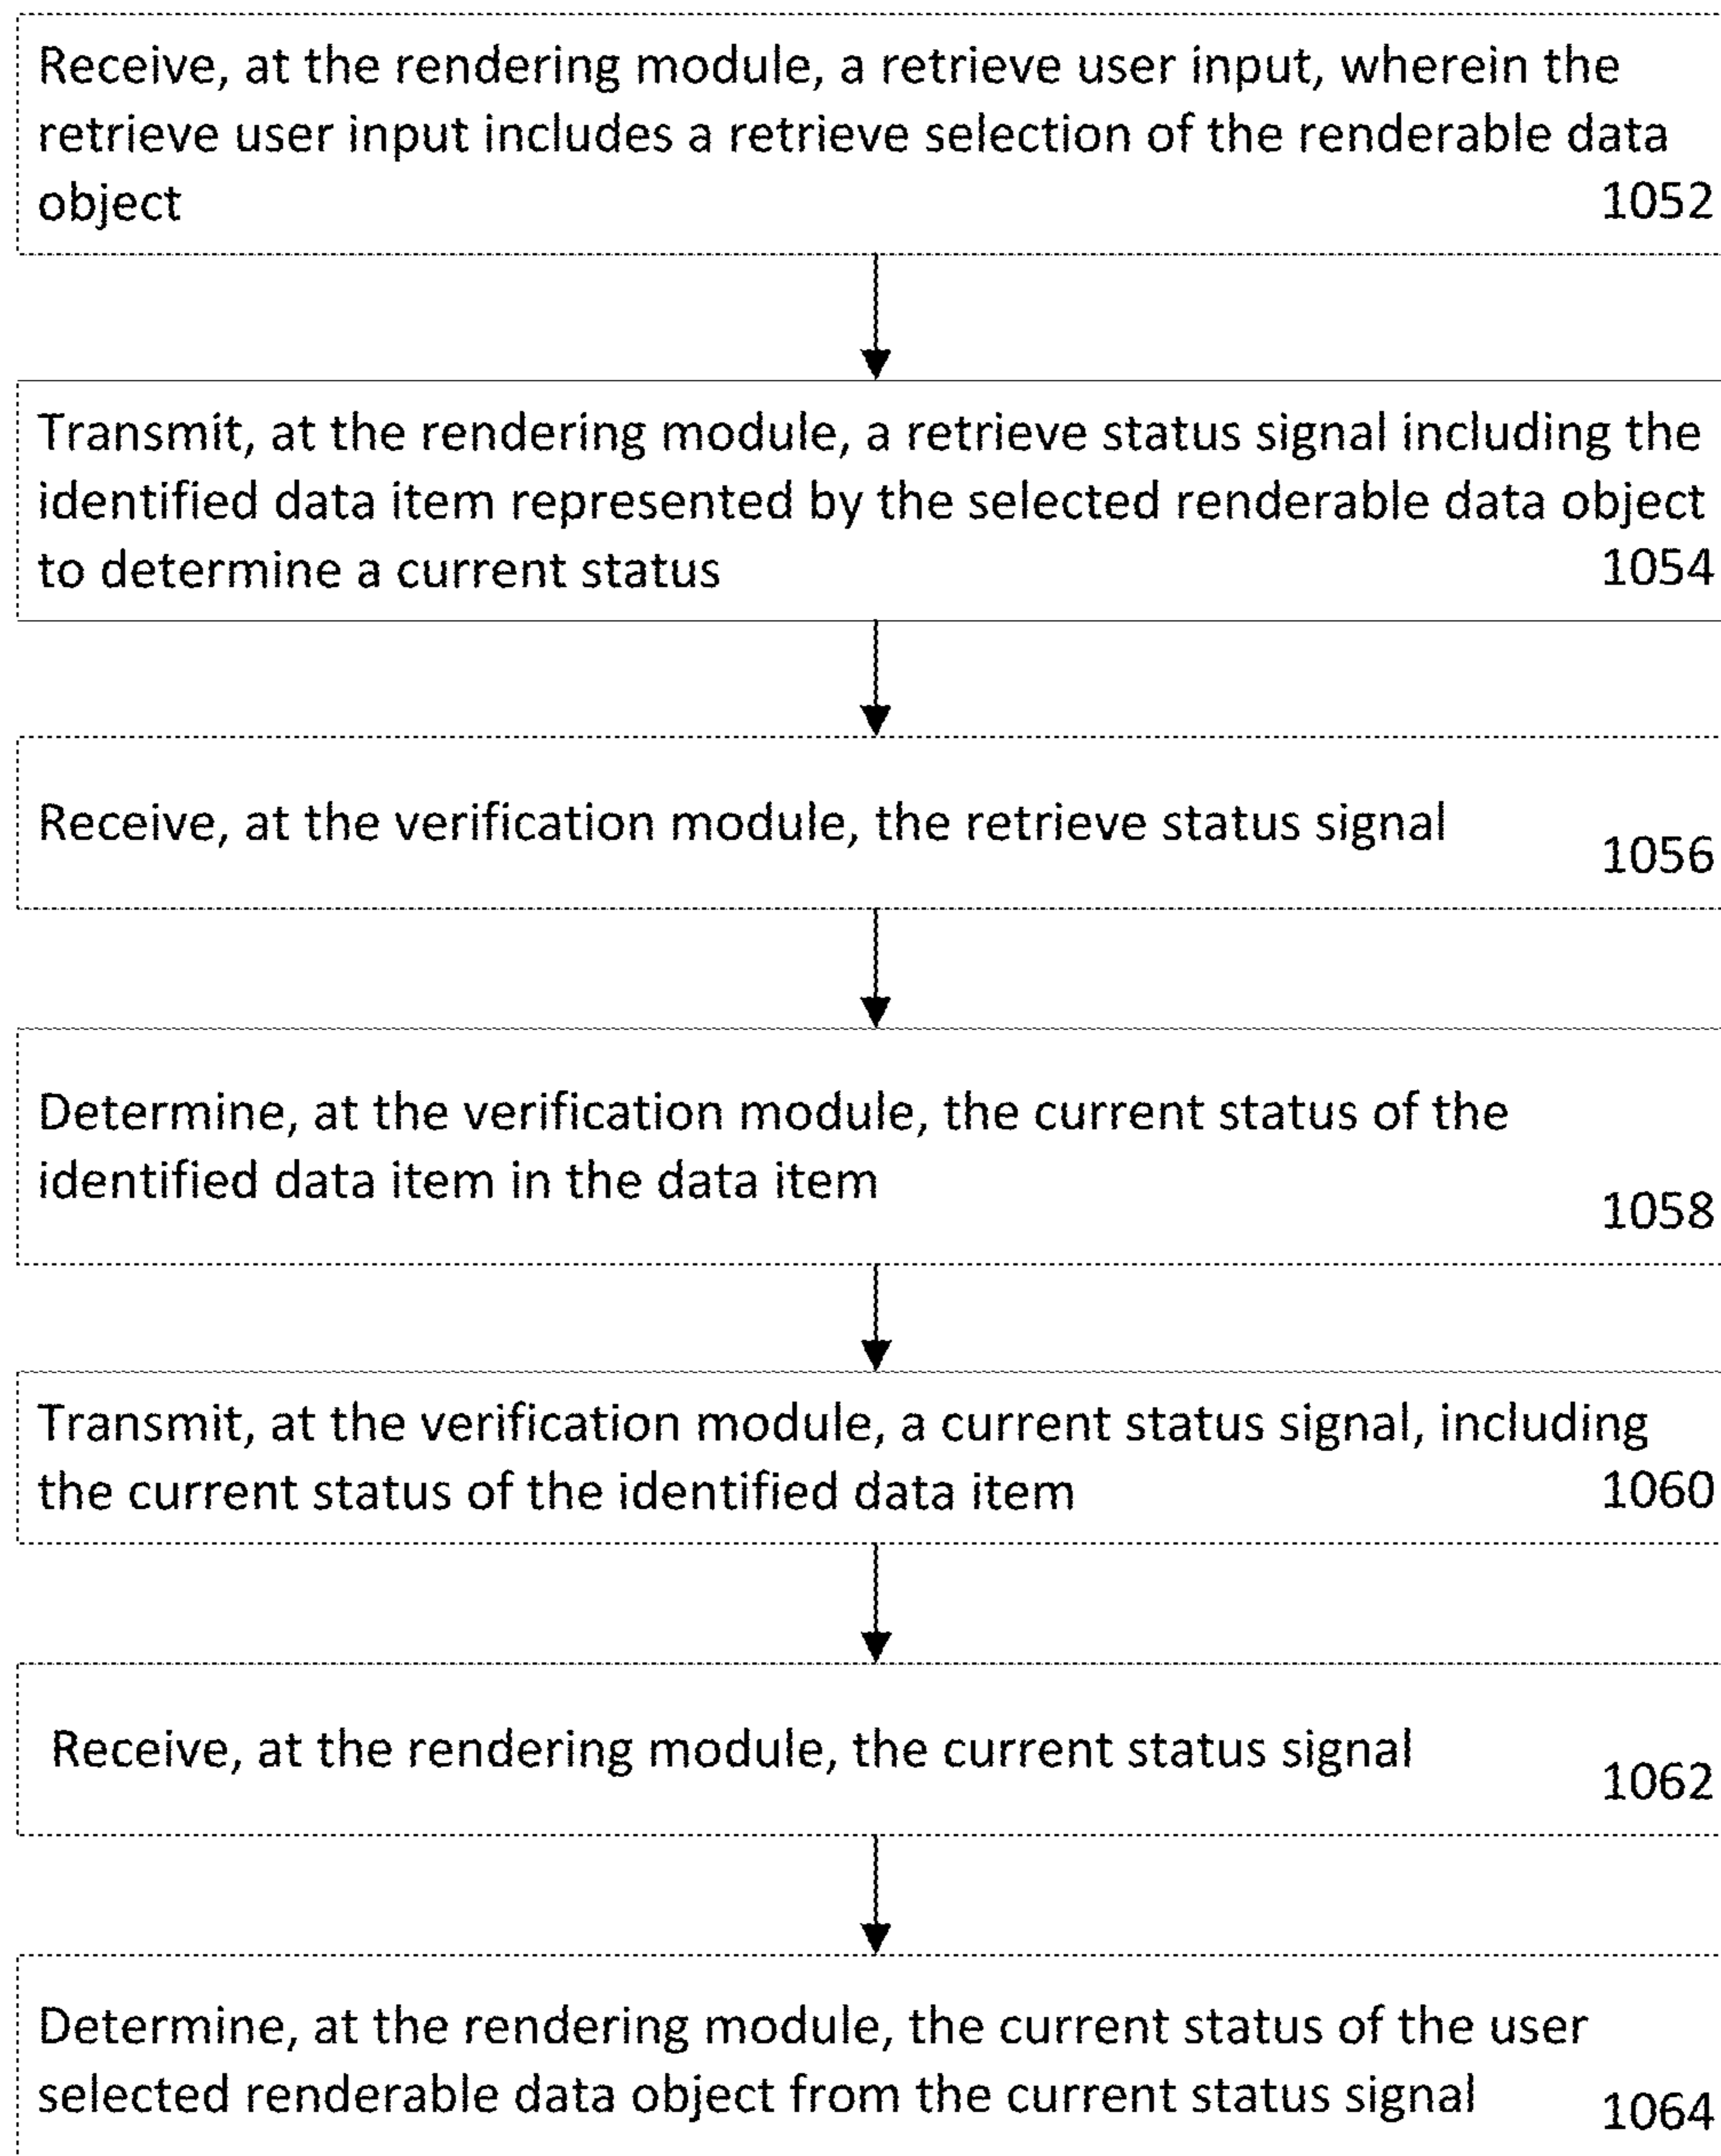 Receive, at the rendering module, a retrieve user input, wherein the
retrieve user input includes a retrieve selection of the renderable data
object 1052
Transmit, at the rendering module, a retrieve status signal including the
identified data item represented by the selected renderable data object
to determine a current status 1054
Receive, at the verification module, the retrieve status signal
1056
Determine, at the verification module, the current status of the
identified data item in the data item
1058
Transmit, at the verification module, a current status signal, including
the current status of the identified data item 1060
Receive, at the rendering module, the current status signal
1062
Determine, at the rendering module, the current status of the user
selected renderable data object from the current status signal 1064